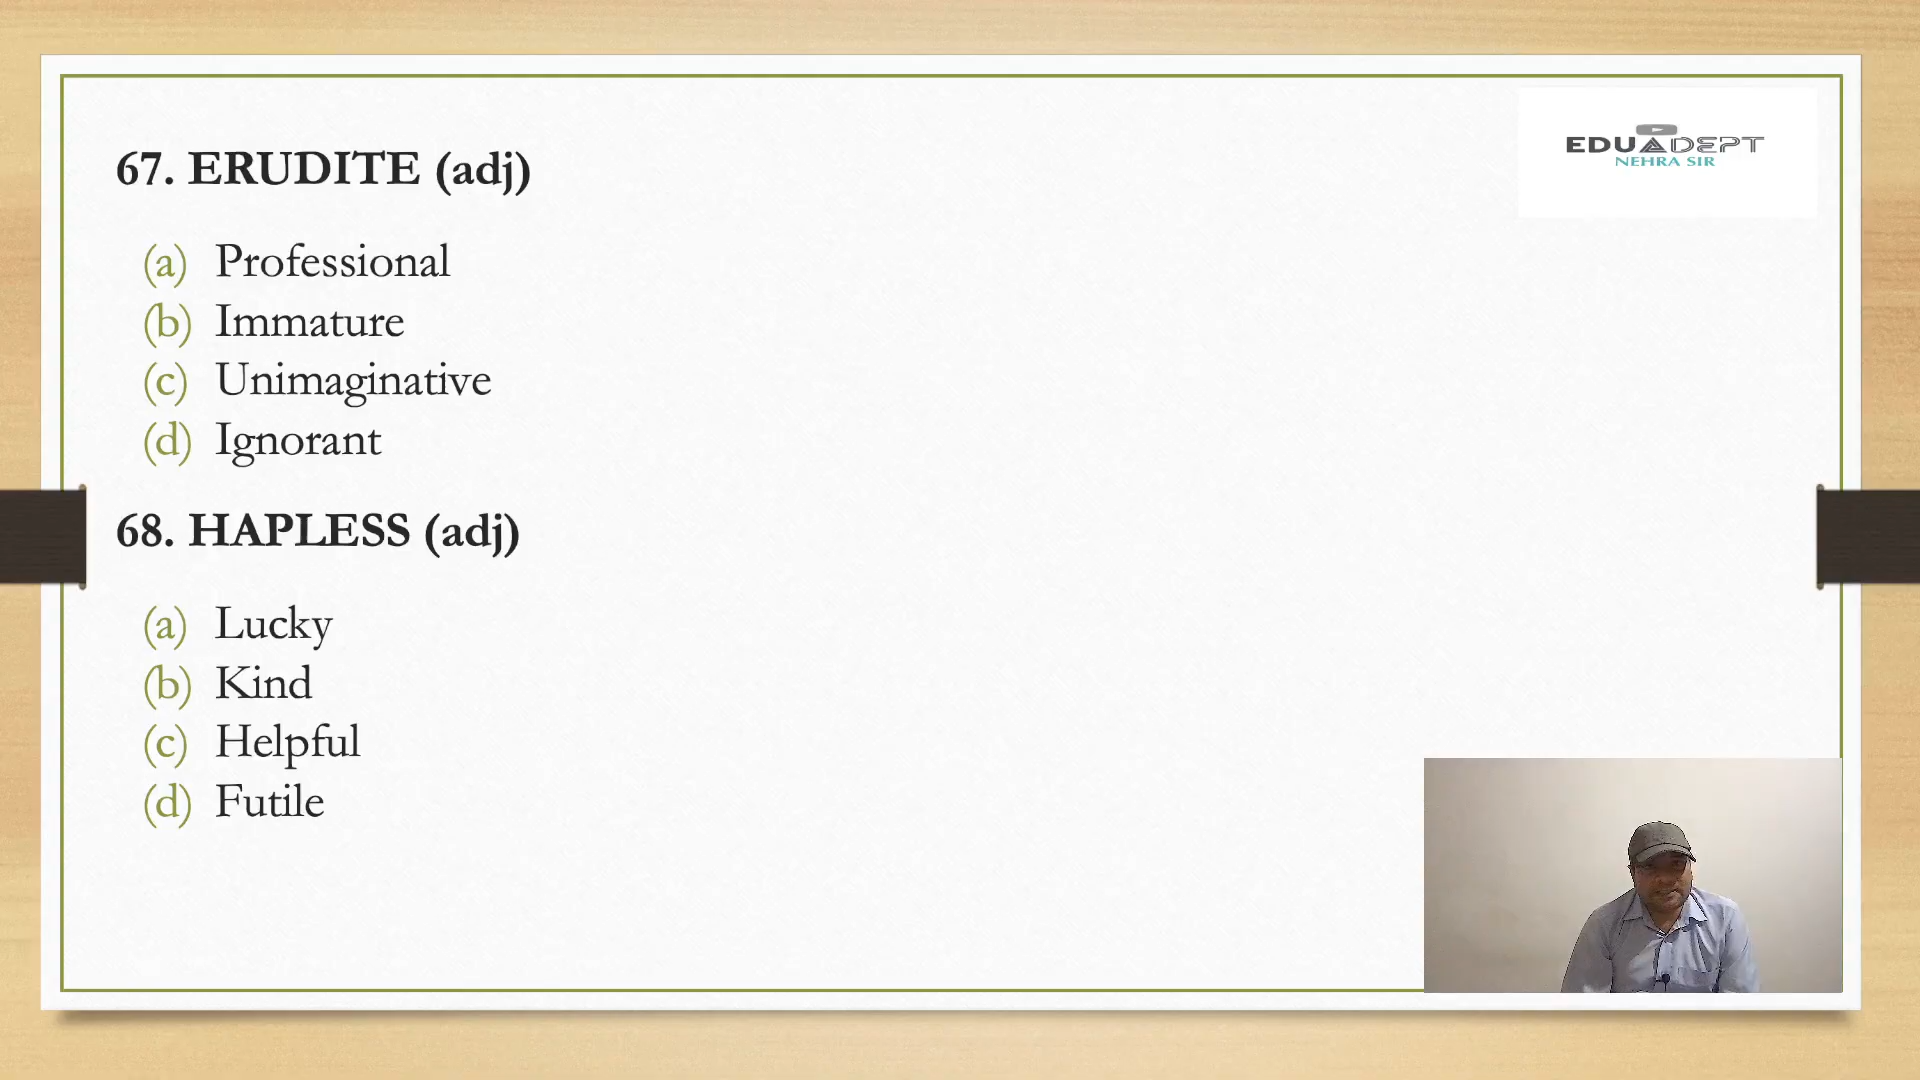 EDUADEPT
NEHRA SIR
67. ERUDITE (adj)
(a) Professional
(b) Immature
(c) Unimaginative
(d) Ignorant
68. HAPLESS (adj)
(a) Lucky
(b) Kind
(c) Helpful
(d) Futile